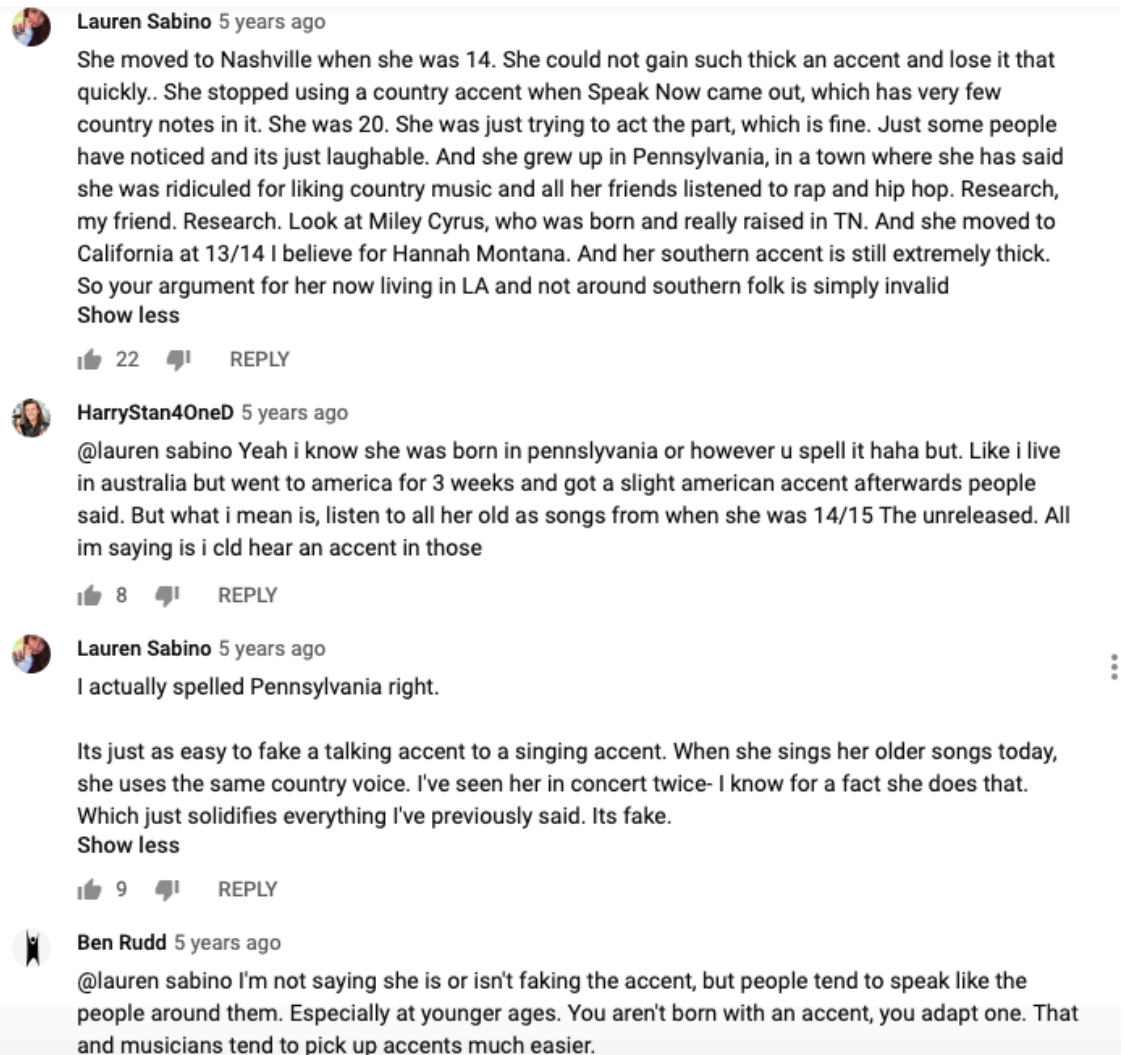 Lauren Sabino 5 years ago
She moved to Nashville when she was 14. She could not gain such thick an accent and lose it that
quickly.. She stopped using a country accent when Speak Now came out, which has very few
country notes in it. She was 20. She was just trying to act the part, which is fine. Just some people
have noticed and its just laughable. And she grew up in Pennsylvania, in a town where she has said
she was ridiculed for liking country music and all her friends listened to rap and hip hop. Research,
my friend. Research. Look at Miley Cyrus, who was born and really raised in TN. And she moved to
California at 13/14 I believe for Hannah Montana. And her southern accent is still extremely thick.
So your argument for her now living in LA and not around southern folk is simply invalid
Show less
22 REPLY
HarryStan4OneD 5 years ago
@lauren sabino Yeah i know she was born in pennslyvania or however u spell it haha but. Like i live
in australia but went to america for 3 weeks and got a slight american accent afterwards people
said. But what i mean is, listen to all her old as songs from when she was 14/15 The unreleased. All
im saying is i cld hear an accent in those
8 REPLY
Lauren Sabino 5 years ago
I actually spelled Pennsylvania right.
Its just as easy to fake a talking accent to a singing accent. When she sings her older songs today,
she uses the same country voice. I've seen her in concert twice- I know for a fact she does that.
Which just solidifies everything I've previously said. Its fake.
Show less
9 REPLY
Ben Rudd 5 years ago
@lauren sabino I'm not saying she is or isn't faking the accent, but people tend to speak like the
people around them. Especially at younger ages. You aren't born with an accent, you adapt one. That
and musicians tend to pick up accents much easier.